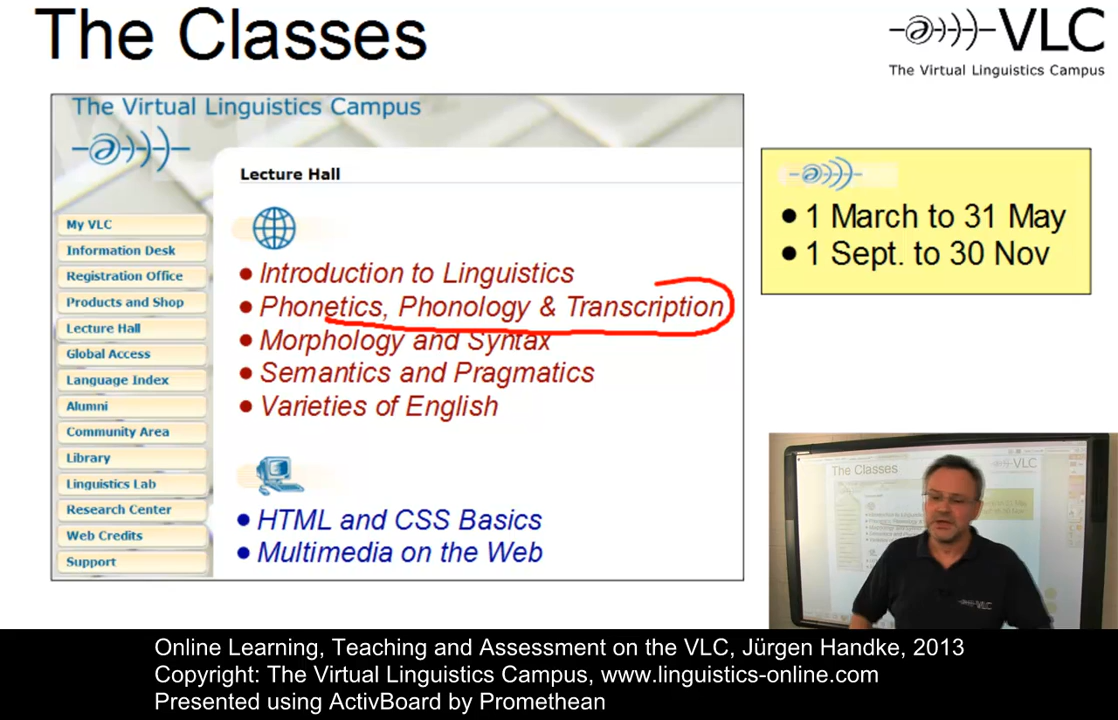 The Classes
VLC
The Virtual Linguistics Campus
The Virtual Linguistics Campus
Lecture Hall
My VLC
Information Desk
Registration Office
Products and Shop
Lecture Hall
Global Access
Language Index
Alumni
Community Area
Library
Linguistics Lab
Research Center
Web Credits
Support
• Introduction to Linguistics
• Phonetics, Phonology & Transcription
• Morphology and Syntax
• Semantics and Pragmatics
• Varieties of English
• HTML and CSS Basics
• Multimedia on the Web
• 1 March to 31 May
• 1 Sept. to 30 Nov
The Classes
VLC
VLC
Online Learning, Teaching and Assessment on the VLC, Jürgen Handke, 2013
Copyright: The Virtual Linguistics Campus, www.linguistics-online.com
Presented using ActivBoard by Promethean